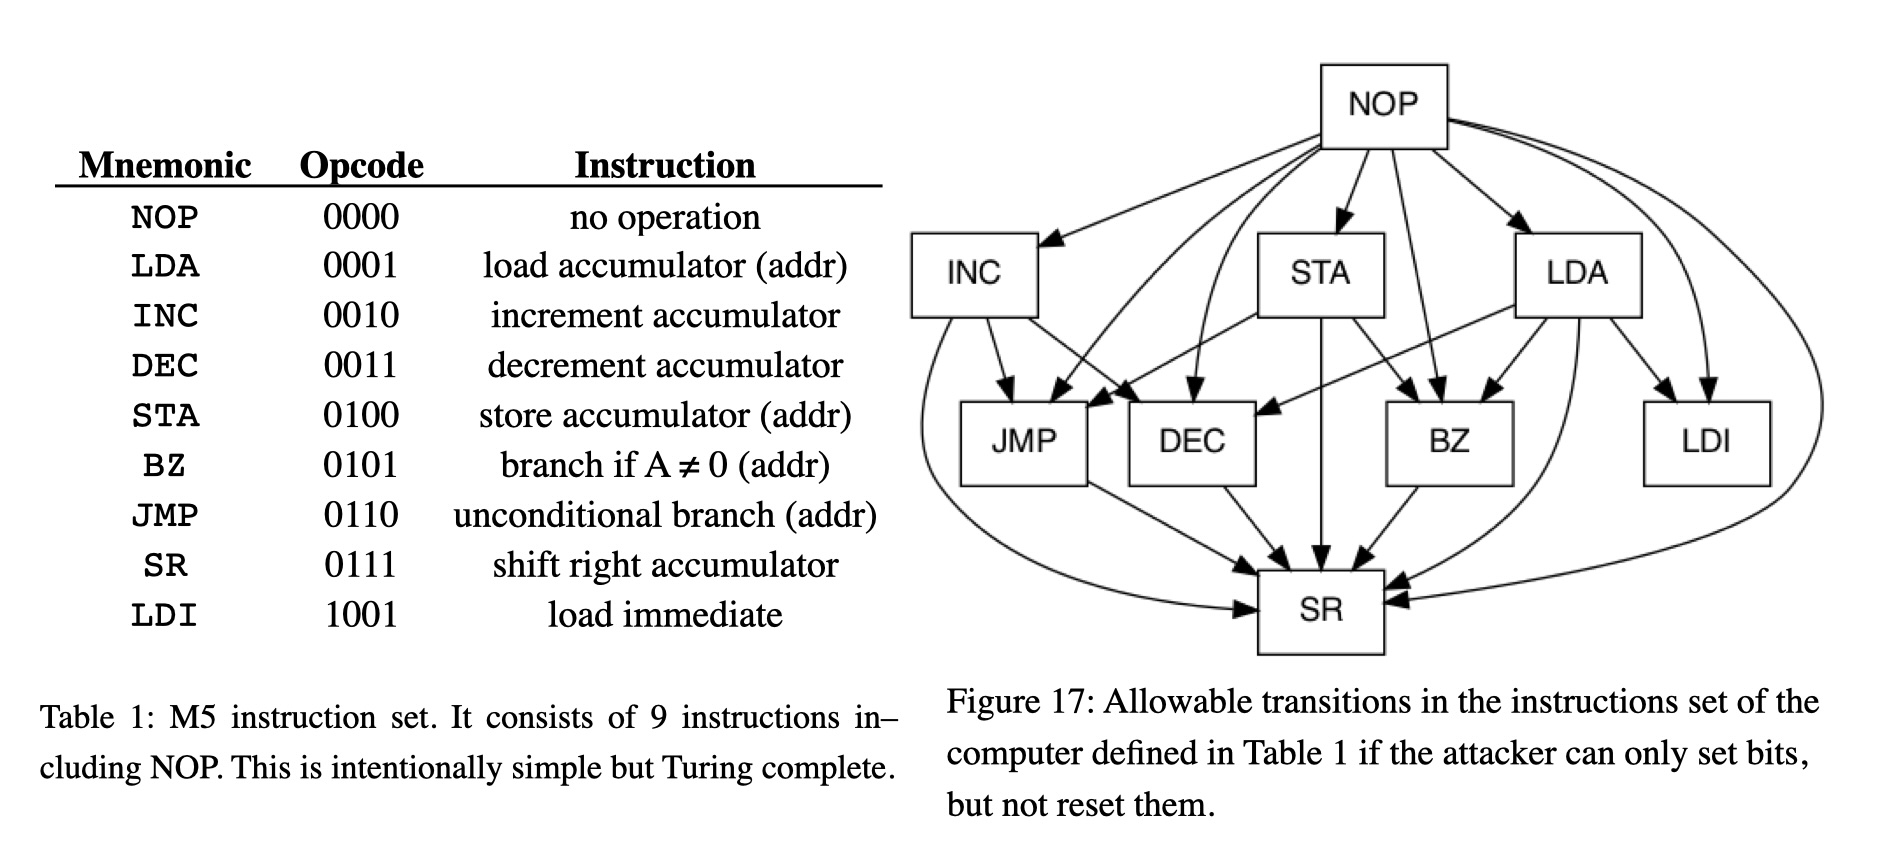 Mnemonic Opcode Instruction
NOP 0000 no operation
LDA 0001 load accumulator (addr)
INC 0010 increment accumulator
DEC 0011 decrement accumulator
STA 0100 store accumulator (addr)
BZ 0101 branch if A ≠ 0 (addr)
JMP 0110 unconditional branch (addr)
SR 0111 shift right accumulator
LDI 1001 load immediate
Table 1: M5 instruction set. It consists of 9 instructions in–
cluding NOP. This is intentionally simple but Turing complete.
NOP
INC STA LDA
JMP DEC BZ LDI
SR
Figure 17: Allowable transitions in the instructions set of the
computer defined in Table 1 if the attacker can only set bits,
but not reset them.